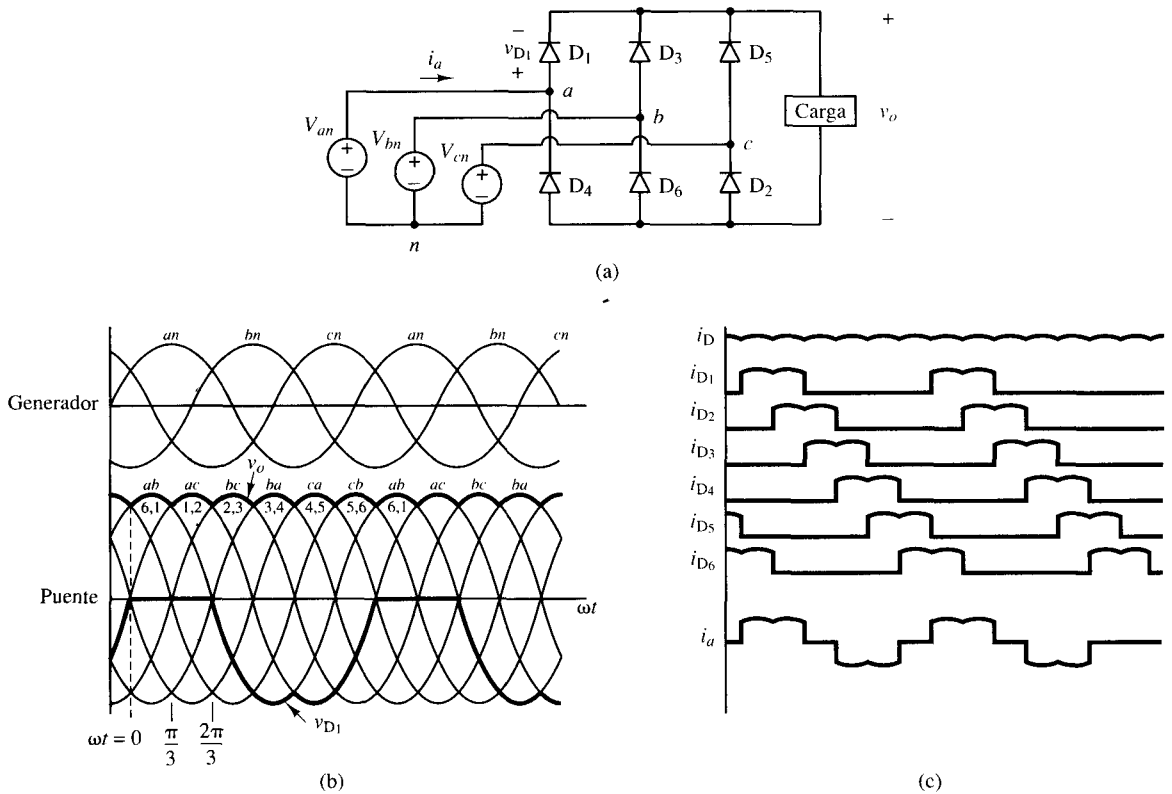 − + −
v_D1 D1 D3 D5
i_a +
a
V_an V_bn V_cn b c Carga v_o
+ + +
− − −
D4 D6 D2
n −
(a)
an bn cn an bn cn
Generador
v_o
ab ac bc ba ca cb ab ac bc ba
6,1 1,2 2,3 3,4 4,5 5,6 6,1
Puente
ωt
v_D1
ωt = 0 π/3 2π/3
(b)
i_D
i_D1
i_D2
i_D3
i_D4
i_D5
i_D6
i_a
(c)